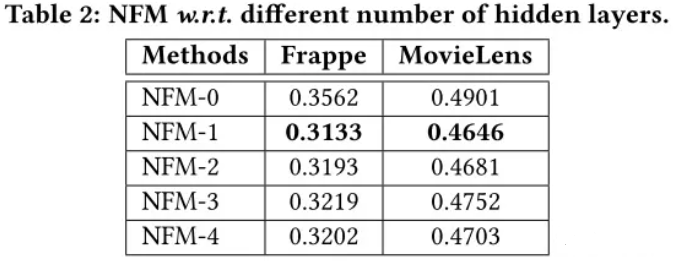 Table 2: NFM w.r.t. different number of hidden layers.
Methods Frappe MovieLens
NFM-0 0.3562 0.4901
NFM-1 0.3133 0.4646
NFM-2 0.3193 0.4681
NFM-3 0.3219 0.4752
NFM-4 0.3202 0.4703